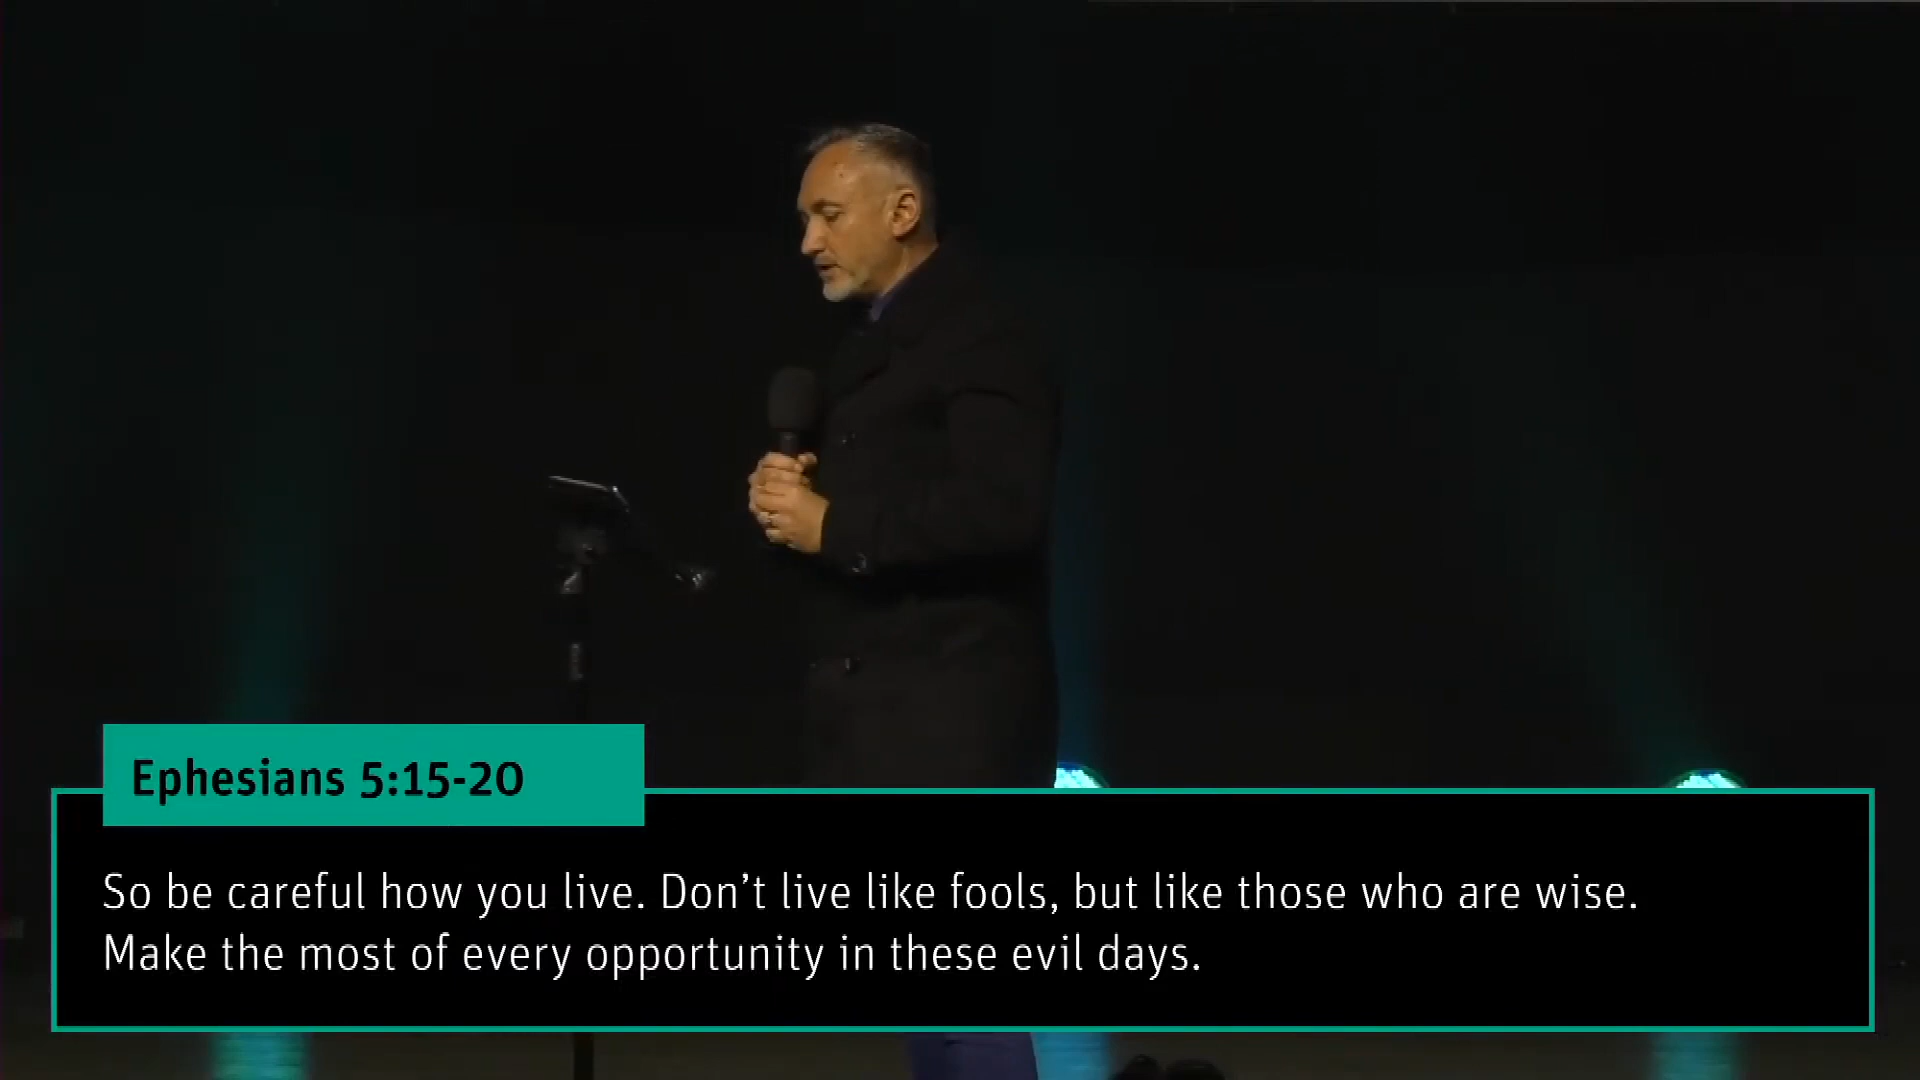 Ephesians 5:15-20
So be careful how you live. Don’t live like fools, but like those who are wise.
Make the most of every opportunity in these evil days.